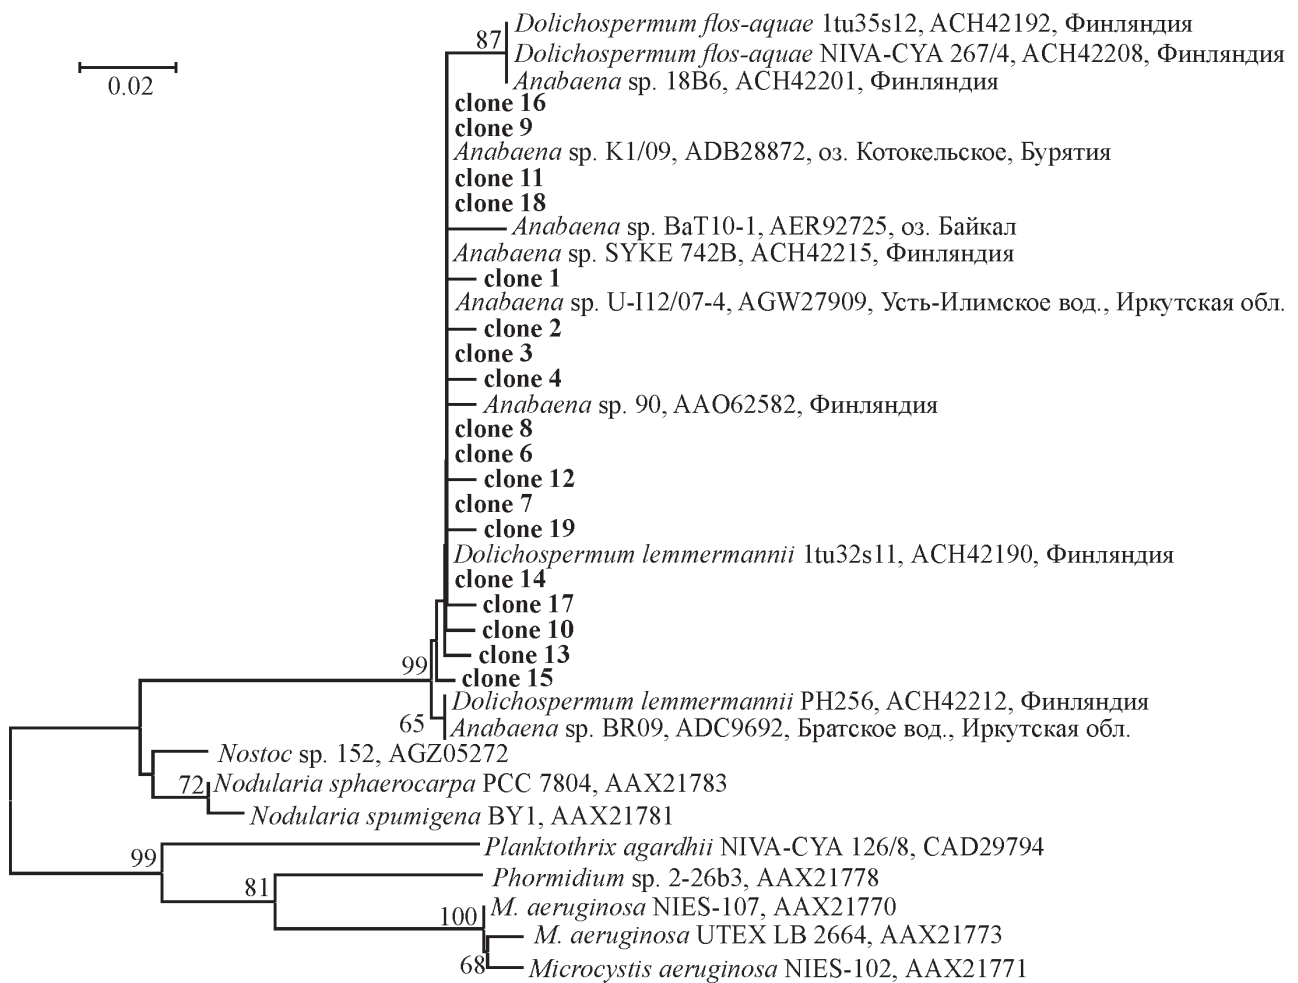 87
Dolichospermum flos-aquae 1tu35s12, ACH42192, Финляндия
0.02
Dolichospermum flos-aquae NIVA-CYA 267/4, ACH42208, Финляндия
Anabaena sp. 18B6, ACH42201, Финляндия
clone 16
clone 9
Anabaena sp. K1/09, ADB28872, оз. Котокельское, Бурятия
clone 11
clone 18
Anabaena sp. BaT10-1, AER92725, оз. Байкал
Anabaena sp. SYKE 742B, ACH42215, Финляндия
clone 1
Anabaena sp. U-I12/07-4, AGW27909, Усть-Илимское вод., Иркутская обл.
clone 2
clone 3
clone 4
Anabaena sp. 90, AAO62582, Финляндия
clone 8
clone 6
clone 12
clone 7
clone 19
Dolichospermum lemmermannii 1tu32s11, ACH42190, Финляндия
clone 14
clone 17
clone 10
clone 13
99
clone 15
Dolichospermum lemmermannii PH256, ACH42212, Финляндия
65
Anabaena sp. BR09, ADC9692, Братское вод., Иркутская обл.
Nostoc sp. 152, AGZ05272
72
Nodularia sphaerocarpa PCC 7804, AAX21783
Nodularia spumigena BY1, AAX21781
99
Planktothrix agardhii NIVA-CYA 126/8, CAD29794
81
Phormidium sp. 2-26b3, AAX21778
100
M. aeruginosa NIES-107, AAX21770
M. aeruginosa UTEX LB 2664, AAX21773
68
Microcystis aeruginosa NIES-102, AAX21771